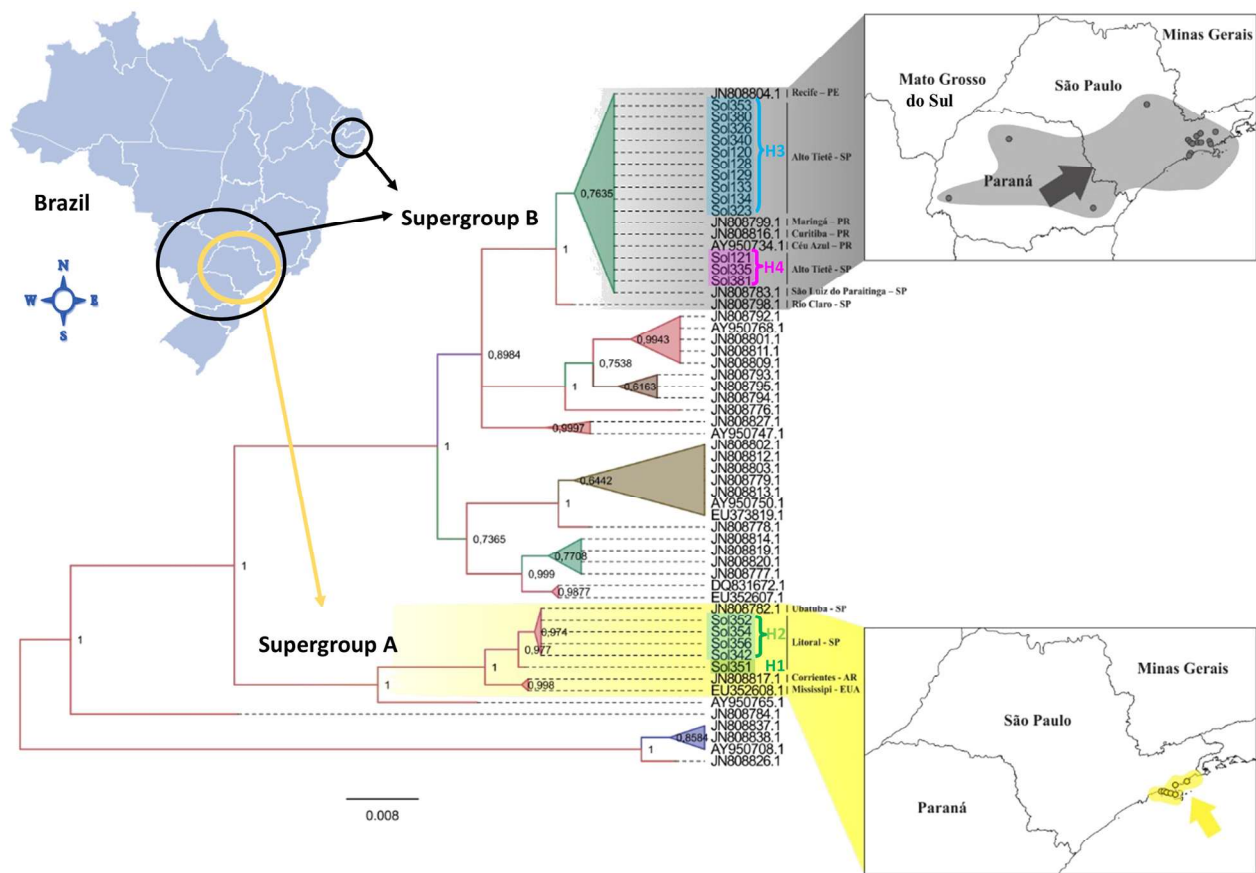 Brazil
N
W
E
S
Supergroup B
Supergroup A
JN808804.1 | Recife – PE
Sol353
Sol380
Sol326
Sol340
Sol120
Sol128
Sol129
Sol133
Sol134
Sol323
H3
Alto Tietê - SP
JN808799.1 | Maringá – PR
JN808816.1 | Curitiba – PR
AY950734.1 | Céu Azul – PR
Sol121
Sol335
Sol381
H4
Alto Tietê - SP
JN808783.1 | São Luiz do Paraitinga – SP
JN808798.1 | Rio Claro - SP
JN808792.1
AY950768.1
JN808801.1
JN808811.1
JN808809.1
JN808793.1
JN808795.1
JN808794.1
JN808776.1
JN808827.1
AY950747.1
JN808802.1
JN808812.1
JN808803.1
JN808779.1
JN808813.1
AY950750.1
EU373819.1
JN808778.1
JN808814.1
JN808819.1
JN808820.1
JN808777.1
DQ831672.1
EU352607.1
JN808782.1 | Ubatuba - SP
Sol352
Sol354
Sol356
Sol342
H2
Litoral - SP
Sol351
H1
JN808817.1 | Corrientes – AR
EU352608.1 | Mississipi - EUA
AY950765.1
JN808784.1
JN808837.1
JN808838.1
AY950708.1
JN808826.1
0,7635
1
0,8984
0,9943
0,7538
0,6163
1
0,9997
1
0,6442
1
0,7365
0,7708
0,999
0,9877
1
1
0,974
0,977
1
0,998
1
0,8584
1
0.008
Minas Gerais
Mato Grosso
do Sul
São Paulo
Paraná
Minas Gerais
São Paulo
Paraná